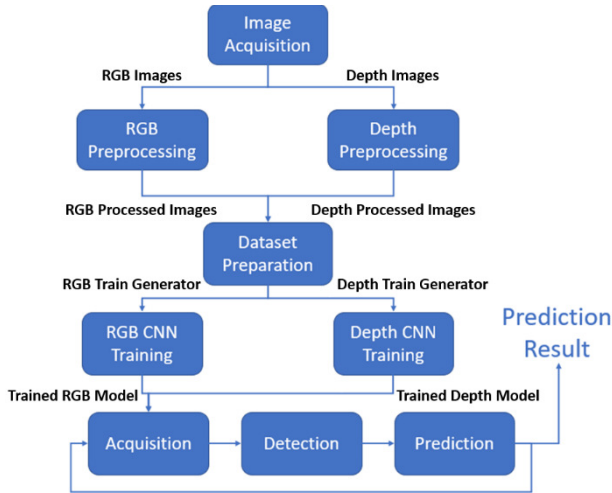 Image
Acquisition
RGB Images
Depth Images
RGB
Preprocessing
Depth
Preprocessing
RGB Processed Images
Depth Processed Images
Dataset
Preparation
RGB Train Generator
Depth Train Generator
RGB CNN
Training
Depth CNN
Training
Prediction
Result
Trained RGB Model
Trained Depth Model
Acquisition
Detection
Prediction